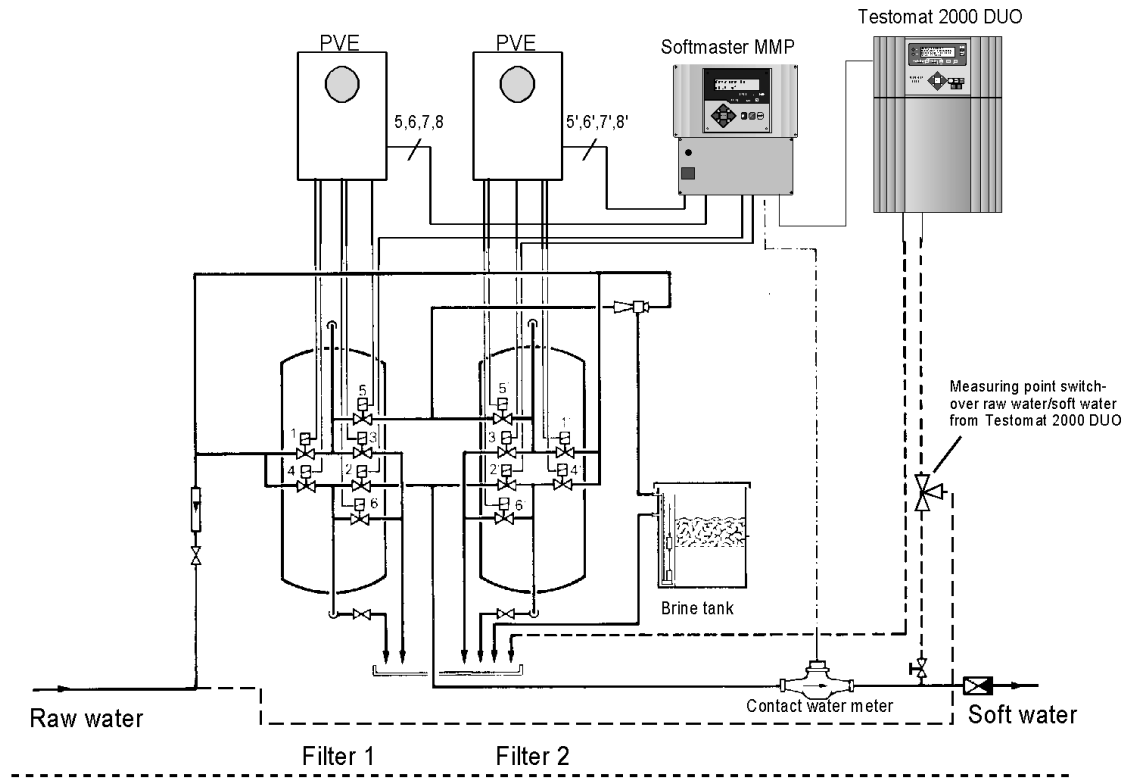 Testomat 2000 DUO
PVE
PVE
Softmaster MMP
5,6,7,8
5',6',7',8'
5
5'
1
3
3
1
4
2
2'
4'
6
6'
Measuring point switch-
over raw water/soft water
from Testomat 2000 DUO
Brine tank
Contact water meter
Raw water
Soft water
Filter 1
Filter 2